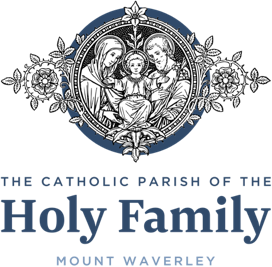 THE CATHOLIC PARISH OF THE
Holy Family
MOUNT WAVERLEY